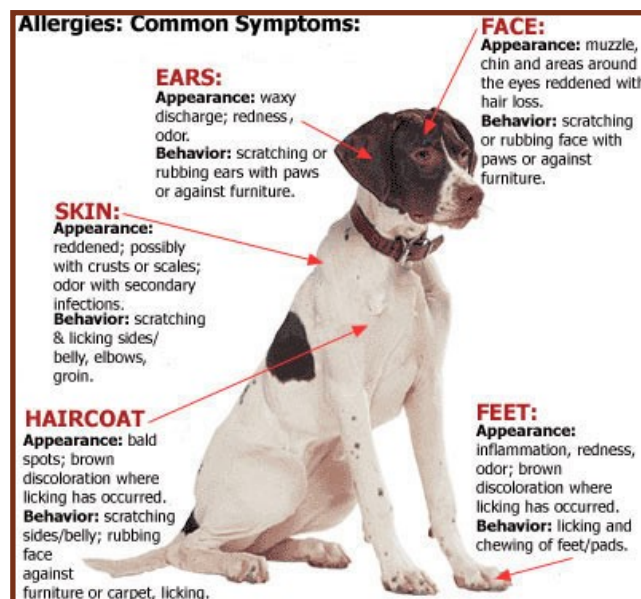 Allergies: Common Symptoms:
FACE:
Appearance: muzzle,
chin and areas around
the eyes reddened with
hair loss.
Behavior: scratching
or rubbing face with
paws or against
furniture.
EARS:
Appearance: waxy
discharge; redness,
odor.
Behavior: scratching or
rubbing ears with paws
or against furniture.
SKIN:
Appearance:
reddened; possibly
with crusts or scales;
odor with secondary
infections.
Behavior: scratching
& licking sides/
belly, elbows,
groin.
HAIRCOAT
Appearance: bald
spots; brown
discoloration where
licking has occurred.
Behavior: scratching
sides/belly; rubbing
face
against
furniture or carpet, licking.
FEET:
Appearance:
inflammation, redness,
odor; brown
discoloration where
licking has occurred.
Behavior: licking and
chewing of feet/pads.